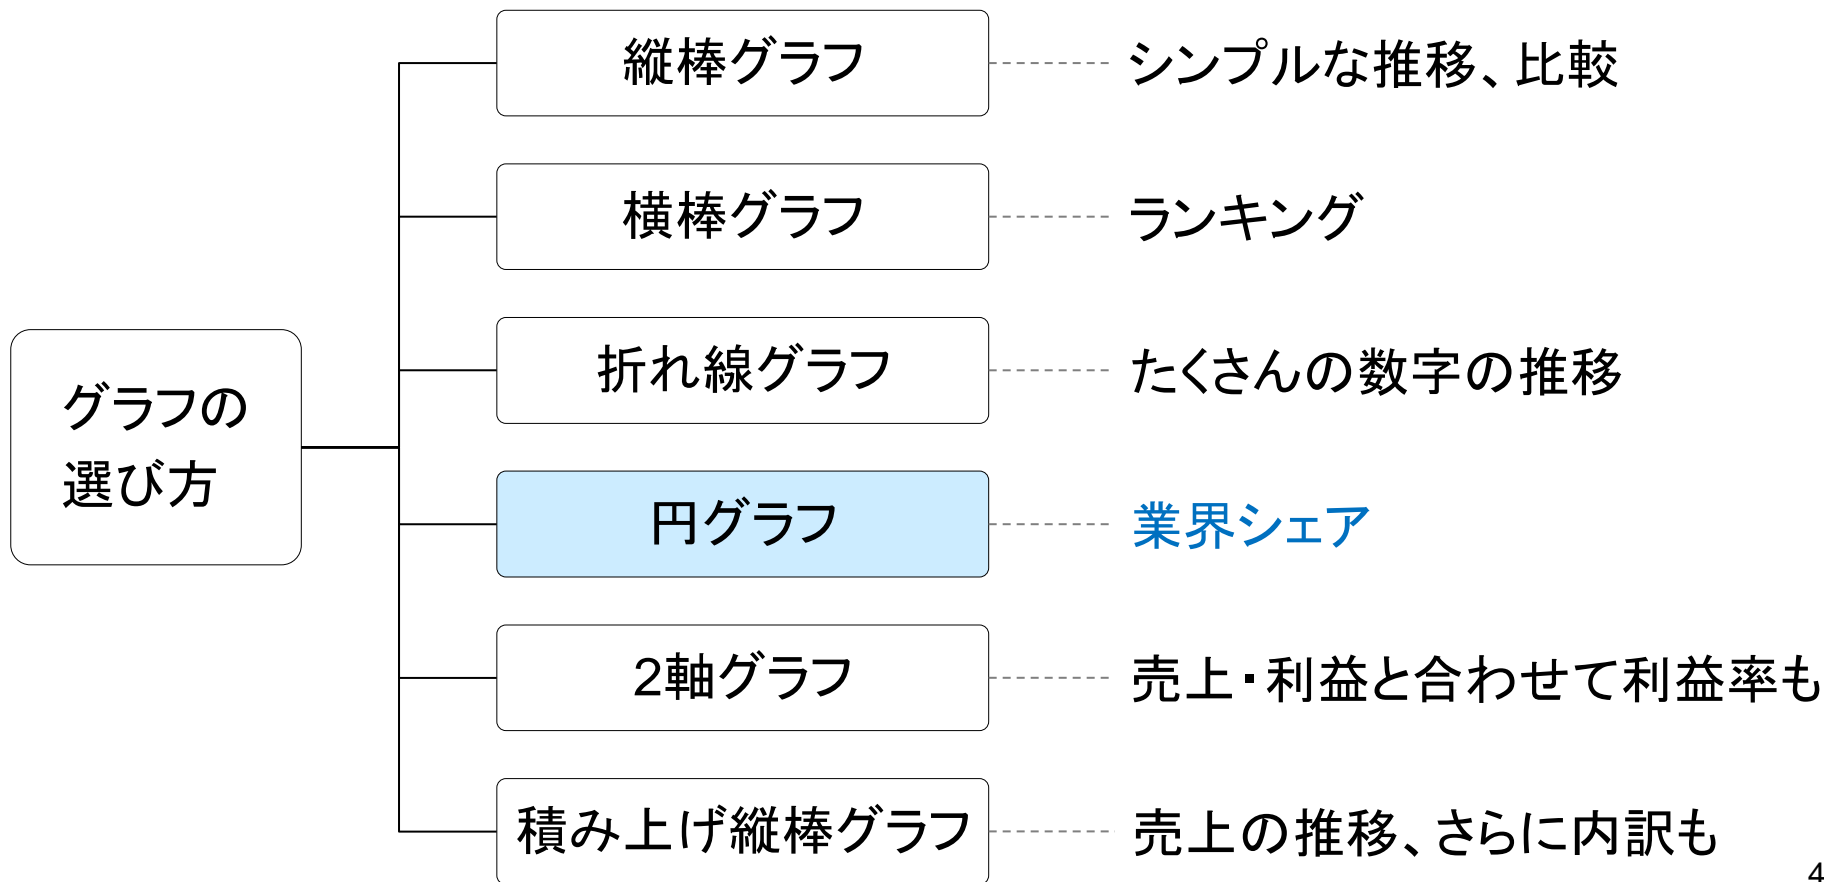 縦棒グラフ
シンプルな推移、比較
横棒グラフ
ランキング
折れ線グラフ
たくさんの数字の推移
グラフの
選び方
円グラフ
業界シェア
2軸グラフ
売上・利益と合わせて利益率も
積み上げ縦棒グラフ
売上の推移、さらに内訳も
4